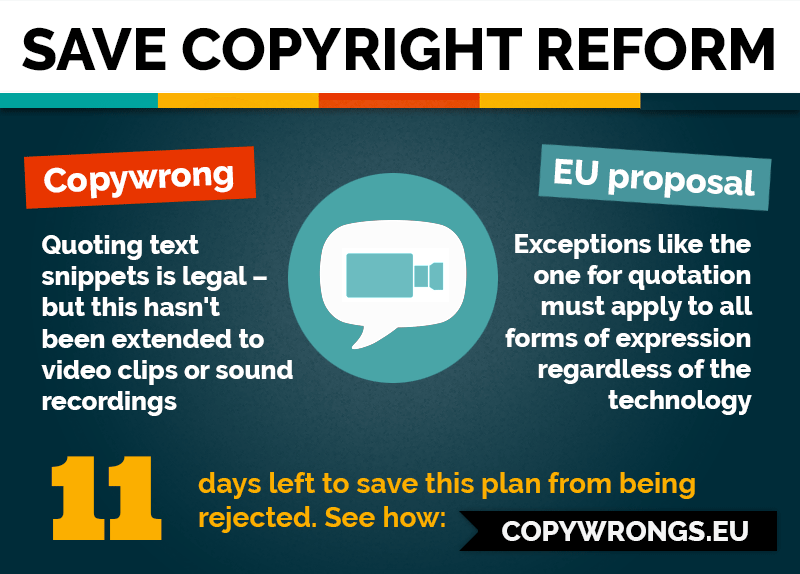 SAVE COPYRIGHT REFORM
Copywrong
Quoting text
snippets is legal –
but this hasn't
been extended to
video clips or sound
recordings
EU proposal
Exceptions like the
one for quotation
must apply to all
forms of expression
regardless of the
technology
11
days left to save this plan from being
rejected. See how:
COPYWRONGS.EU